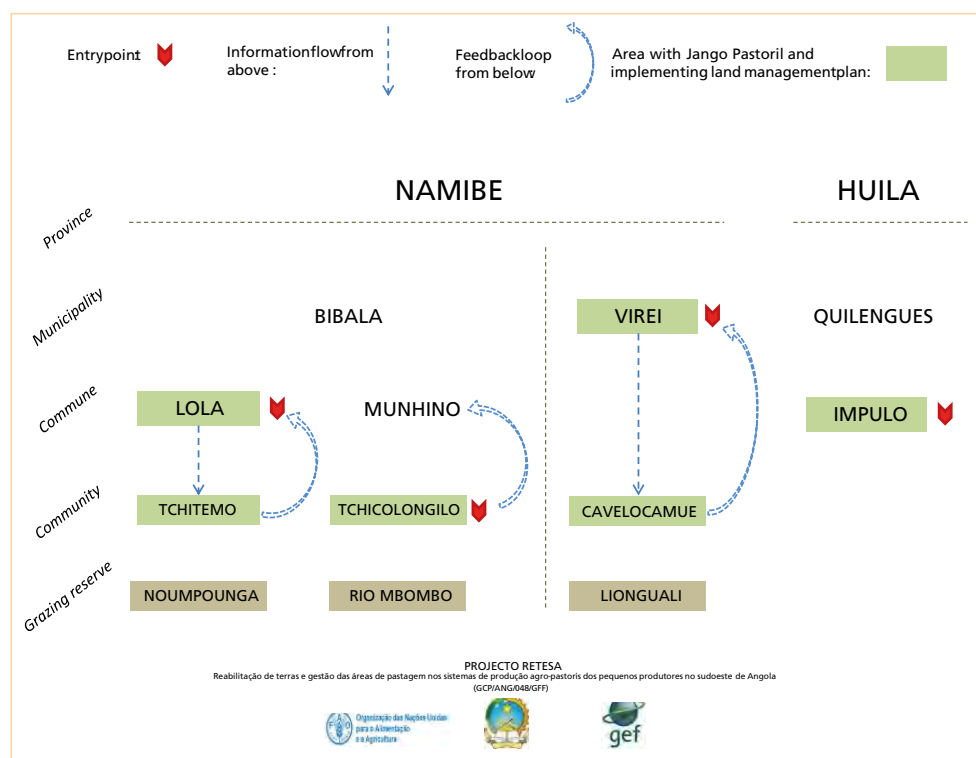 Entrypoint:
Informationflowfrom
above :
Feedbackloop
from below:
Area with Jango Pastoril and
implementing land managementplan:
NAMIBE
HUILA
Province
Municipality
BIBALA
VIREI
QUILENGUES
Commune
LOLA
MUNHINO
IMPULO
Community
TCHITEMO
TCHICOLONGILO
CAVELOCAMUE
Grazing reserve
NOUMPOUNGA
RIO MBOMBO
LIONGUALI
PROJECTO RETESA
Reabilitação de terras e gestão das áreas de pastagem nos sistemas de produção agro-pastoris dos pequenos produtores no sudoeste de Angola
(GCP/ANG/048/GFF)
Organização das Nações Unidas
para a Alimentação
e a Agricultura
gef